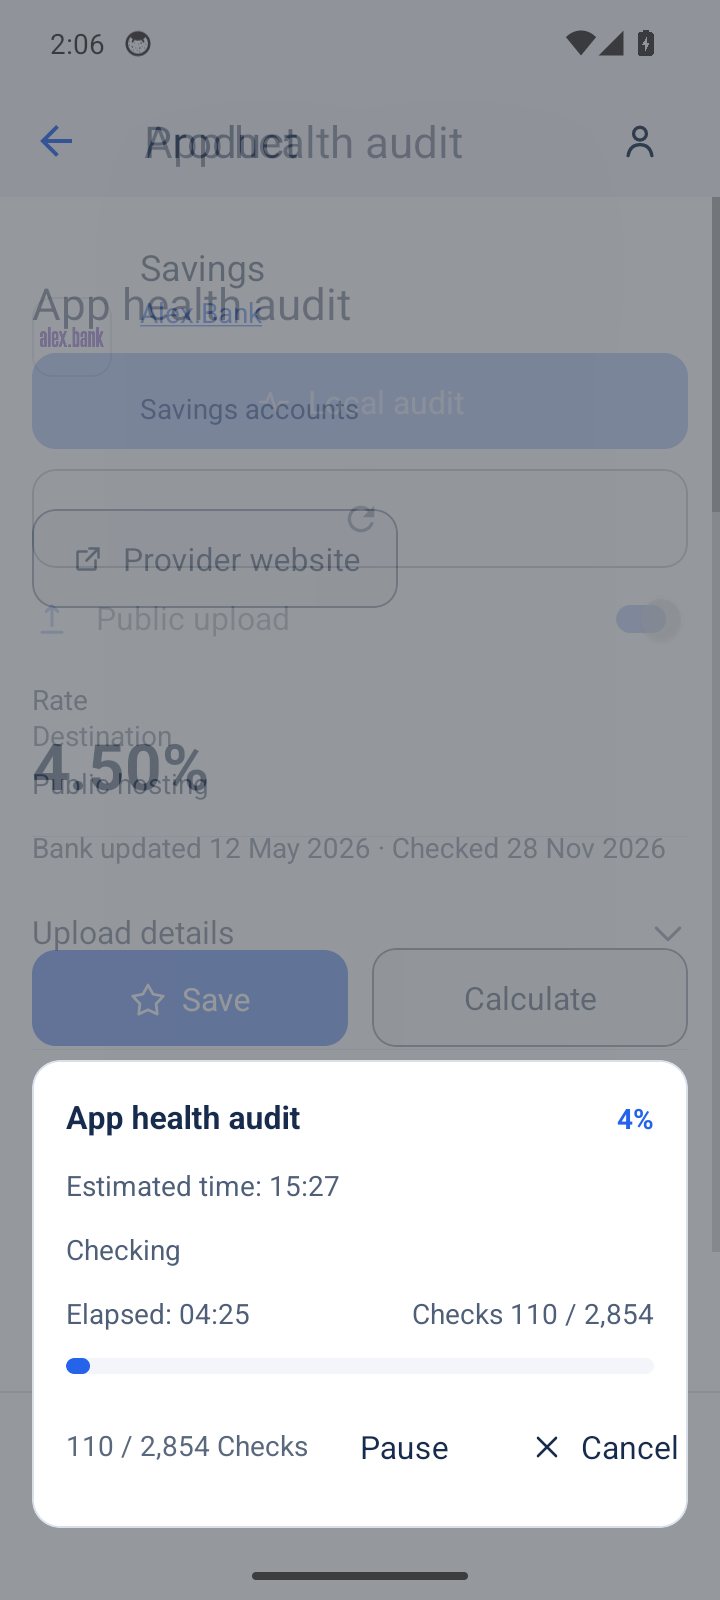 2:06
Product
App health audit
Savings
App health audit
Alex.Bank
alex.bank
Local audit
Savings accounts
Provider website
Public upload
Rate
Destination
4.50%
Public hosting
Bank updated 12 May 2026 · Checked 28 Nov 2026
Upload details
Save Calculate
App health audit 4%
Estimated time: 15:27
Checking
Elapsed: 04:25 Checks 110 / 2,854
110 / 2,854 Checks Pause Cancel